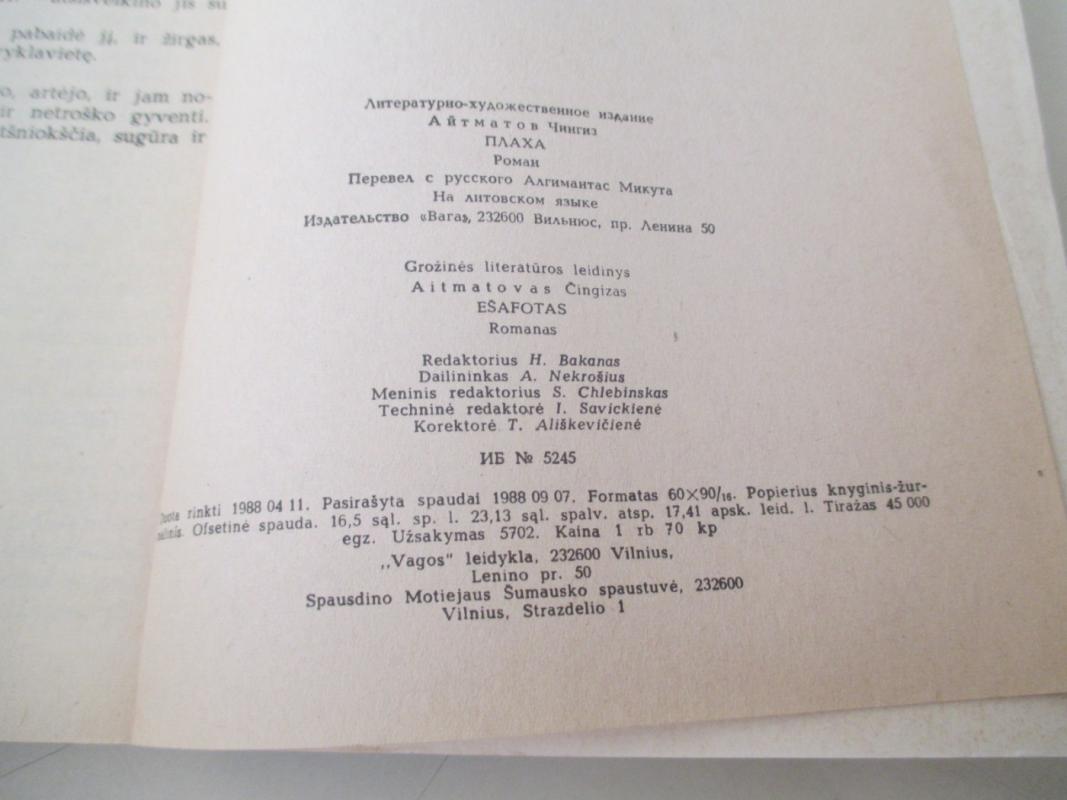 jis su
pabaidė jį, ir žirgas,
artėjo, ir jam no-
ir netroško gyventi.
sugūra ir
Литературно-художественное издание
Айтматов Чингиз
ПЛАХА
Роман
Перевел с русского Алгимантас Микута
На литовском языке
Издательство «Вага», 232600 Вильнюс, пр. Ленина 50
Grožinės literatūros leidinys
Aitmatovas Čingizas
EŠAFOTAS
Romanas
Redaktorius H. Bakanas
Dailininkas A. Nekrošius
Meninis redaktorius S. Chlebinskas
Techninė redaktorė I. Savickienė
Korektorė T. Ališkevičienė
ИБ № 5245
Duota rinkti 1988 04 11. Pasirašyta spaudai 1988 09 07. Formatas 60×90/16. Popierius knyginis-žur-
nalinis. Ofsetinė spauda. 16,5 sąl. sp. l. 23,13 sąl. spalv. atsp. 17,41 apsk. leid. l. Tiražas 45 000
egz. Užsakymas 5702. Kaina 1 rb 70 kp
„Vagos" leidykla, 232600 Vilnius,
Lenino pr. 50
Spausdino Motiejaus Šumausko spaustuvė, 232600
Vilnius, Strazdelio 1